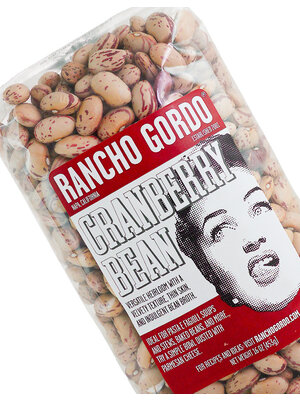 RANCHO GORDO
NAPA, CALIFORNIA
ESTABLISHED 2001
CRANBERRY
BEAN
VERSATILE HEIRLOOM WITH A
VELVETY TEXTURE, THIN SKIN,
AND INDULGENT BEAN BROTH.
IDEAL FOR PASTA E FAGIOLI, SOUPS
AND STEWS, BAKED BEANS, AND MORE...
TRY A SIMPLE BOWL DUSTED WITH
PARMESAN CHEESE.
FOR RECIPES AND IDEAS: VISIT RANCHOGORDO.COM
NET WEIGHT 16 OZ (453g)